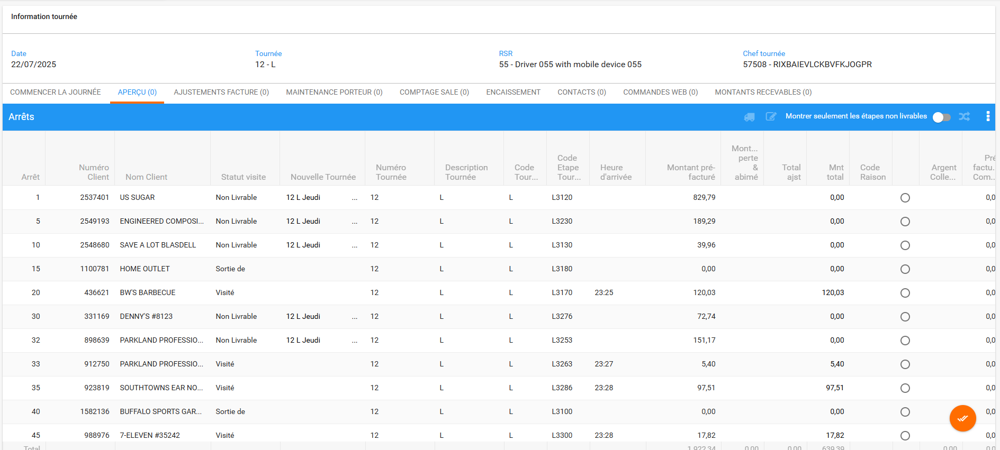 Information tournée
Date Tournée RSR Chef tournée
22/07/2025 12 - L 55 - Driver 055 with mobile device 055 57508 - RIXBAIEVLCKBVFKJOGPR
COMMENCER LA JOURNÉE APERÇU (0) AJUSTEMENTS FACTURE (0) MAINTENANCE PORTEUR (0) COMPTAGE SALE (0) ENCAISSEMENT CONTACTS (0) COMMANDES WEB (0) MONTANTS RECEVABLES (0)
Arrêts Montrer seulement les étapes non livrables
Arrêt Numéro Client Nom Client Statut visite Nouvelle Tournée Numéro Tournée Description Tournée Code Tour... Code Etape Tour... Heure d'arrivée Montant pré-facturé Mont... perte & abimé Total ajst Mnt total Code Raison Argent Colle... Pré factu... Com...
1 2537401 US SUGAR Non Livrable 12 L Jeudi ... 12 L L L3120 829,79 0,00 0,0
5 2549193 ENGINEERED COMPOSI... Non Livrable 12 L Jeudi ... 12 L L L3230 189,29 0,00 0,0
10 2548680 SAVE A LOT BLASDELL Non Livrable 12 L Jeudi ... 12 L L L3130 39,96 0,00 0,0
15 1100781 HOME OUTLET Sortie de 12 L L L3180 0,00 0,00 0,0
20 436621 BW'S BARBECUE Visité 12 L L L3170 23:25 120,03 120,03 0,0
30 331169 DENNY'S #8123 Non Livrable 12 L Jeudi ... 12 L L L3276 72,74 0,00 0,0
32 898639 PARKLAND PROFESSIO... Non Livrable 12 L Jeudi ... 12 L L L3253 151,17 0,00 0,0
33 912750 PARKLAND PROFESSIO... Visité 12 L L L3263 23:27 5,40 5,40 0,0
35 923819 SOUTHTOWNS EAR NO... Visité 12 L L L3286 23:28 97,51 97,51 0,0
40 1582136 BUFFALO SPORTS GAR... Sortie de 12 L L L3100 0,00 0,00 0,0
45 988976 7-ELEVEN #35242 Visité 12 L L L3300 23:28 17,82 17,82 0,0
Total 1 922,34 0,00 0,00 639,39 0,00 0,0